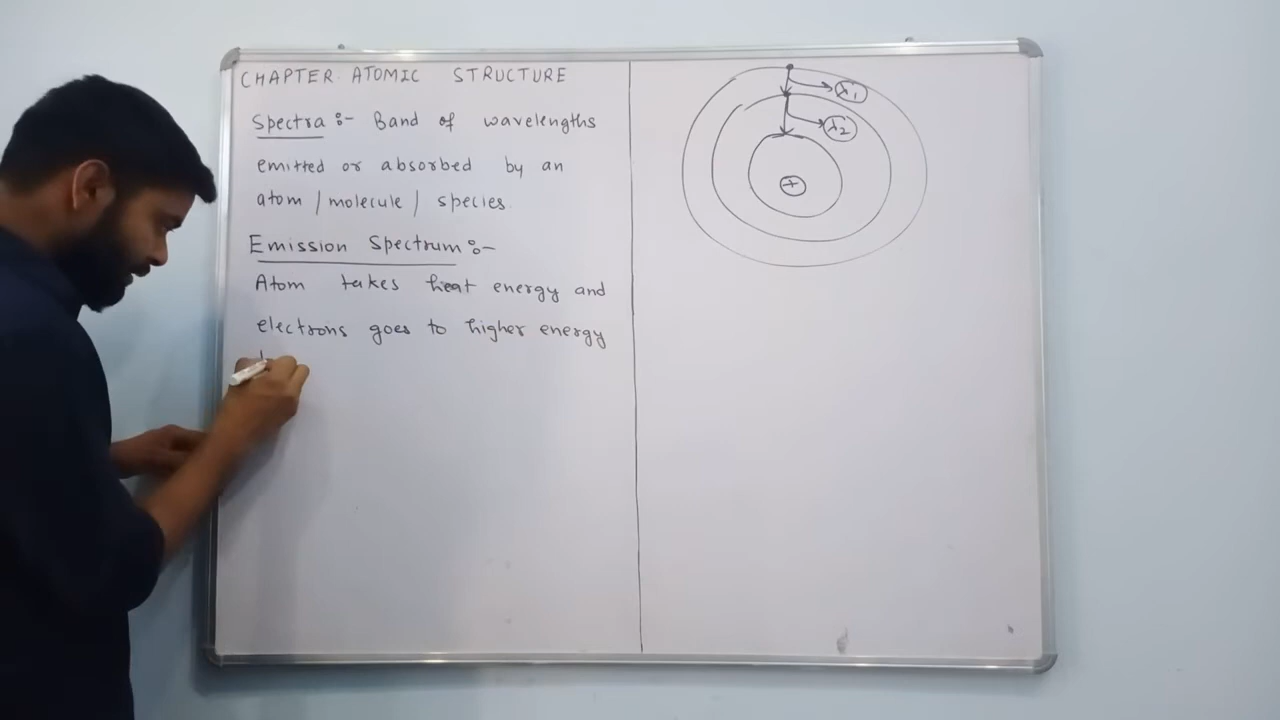 CHAPTER. ATOMIC STRUCTURE
Spectra :- Band of wavelengths
emitted or absorbed by an
atom / molecule / species.
Emission Spectrum :-
Atom takes heat energy and
electrons goes to higher energy
λ1
λ2
+